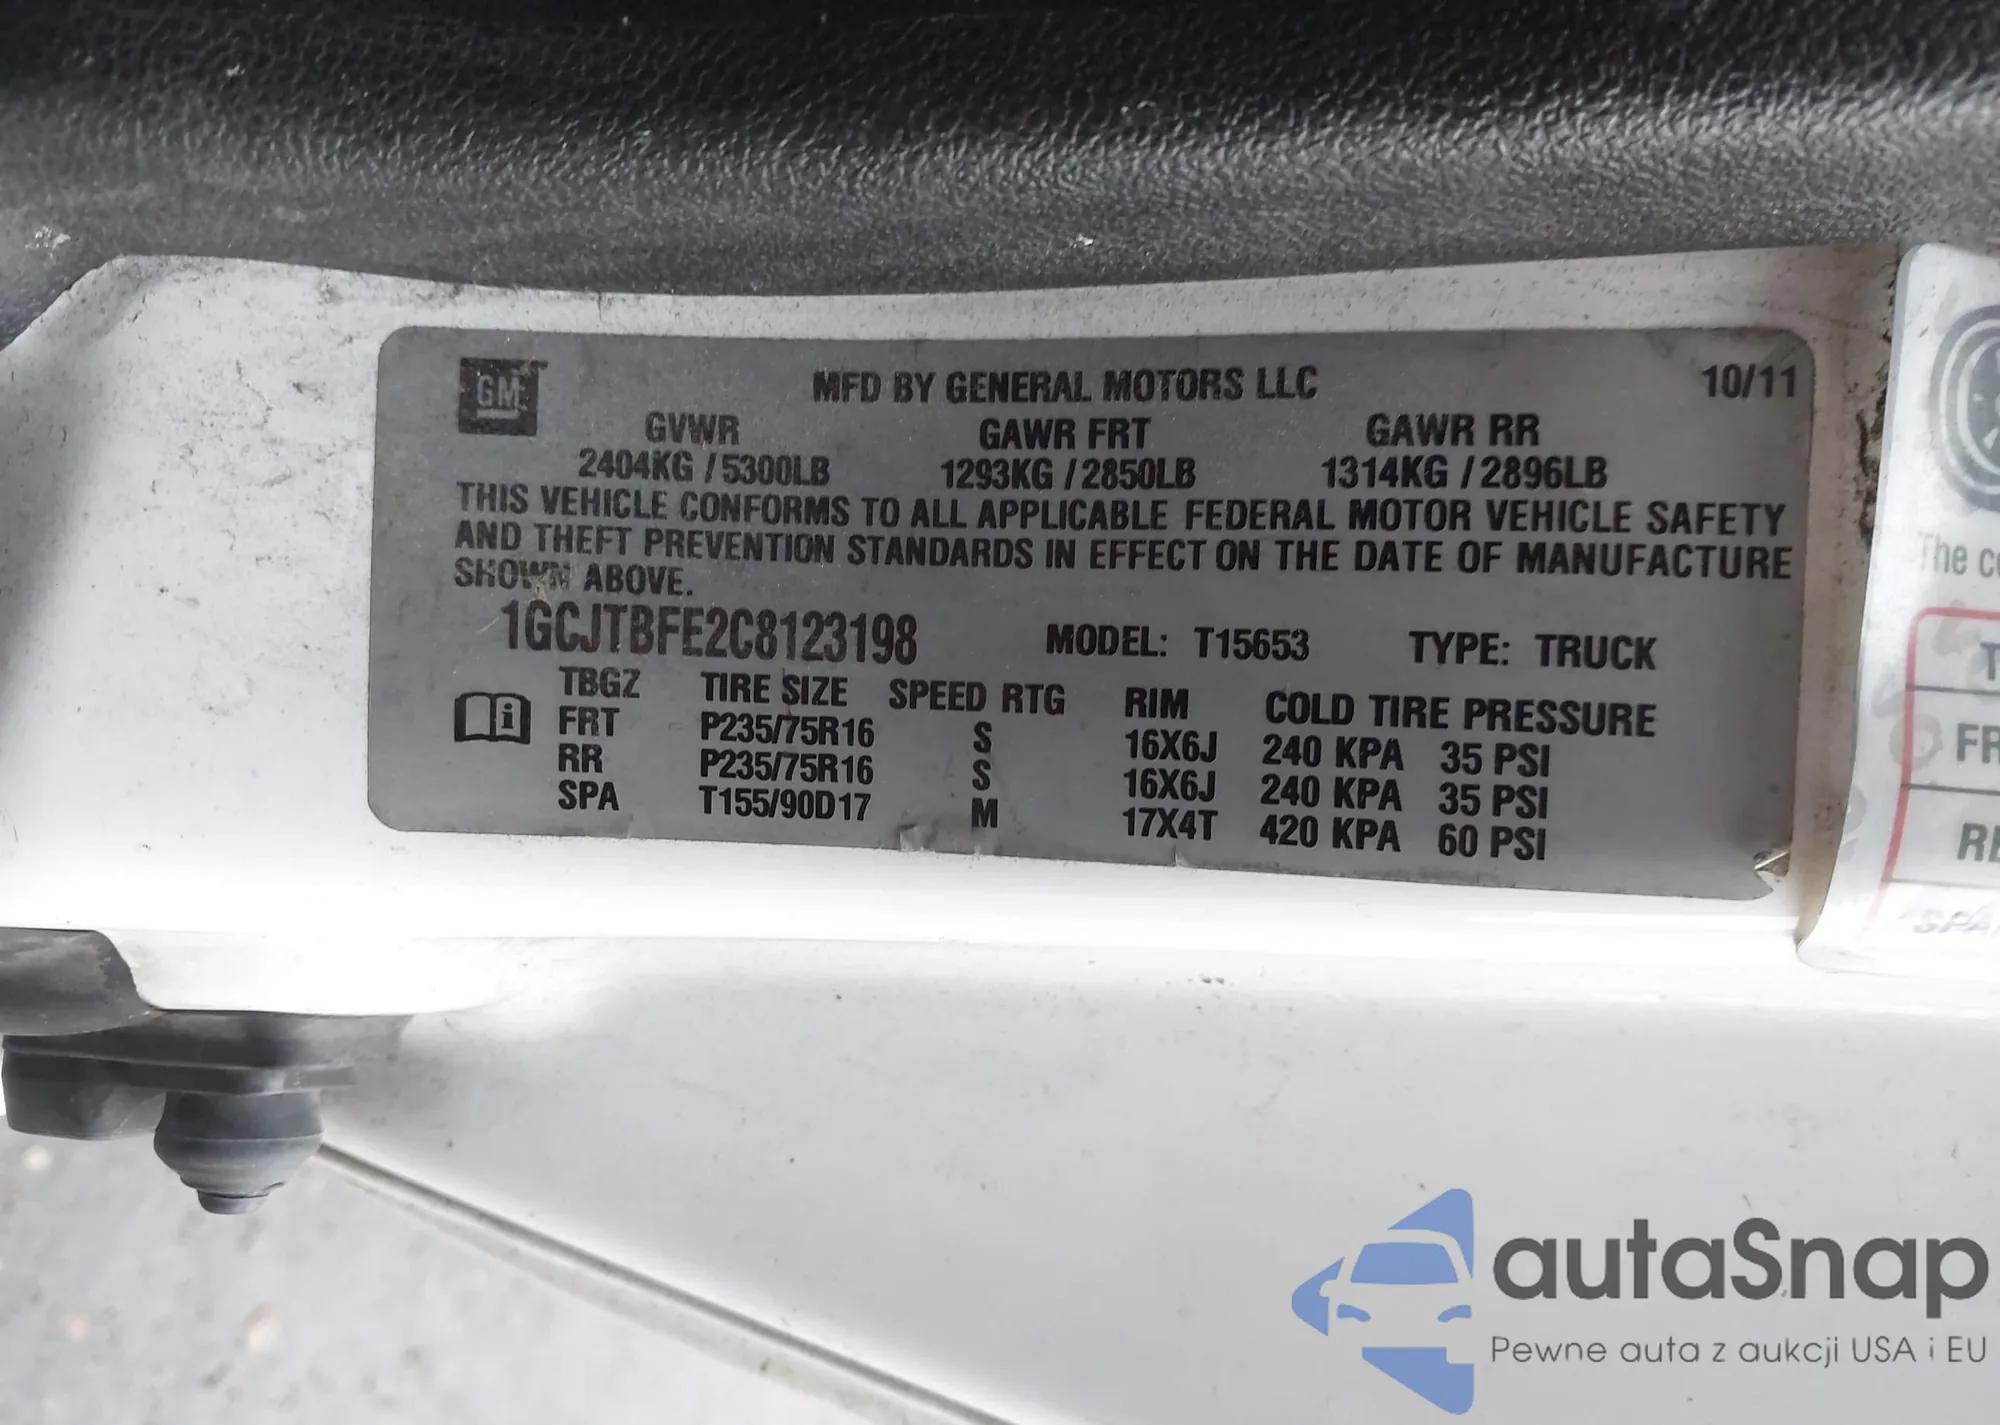 GM
MFD BY GENERAL MOTORS LLC 10/11
GVWR GAWR FRT GAWR RR
2404KG / 5300LB 1293KG / 2850LB 1314KG / 2896LB
THIS VEHICLE CONFORMS TO ALL APPLICABLE FEDERAL MOTOR VEHICLE SAFETY
AND THEFT PREVENTION STANDARDS IN EFFECT ON THE DATE OF MANUFACTURE
SHOWN ABOVE.
1GCJTBFE2C8123198 MODEL: T15653 TYPE: TRUCK
TBGZ TIRE SIZE SPEED RTG RIM COLD TIRE PRESSURE
FRT P235/75R16 S 16X6J 240 KPA 35 PSI
RR P235/75R16 S 16X6J 240 KPA 35 PSI
SPA T155/90D17 M 17X4T 420 KPA 60 PSI
The
autaSnap
Pewne auta z aukcji USA i EU